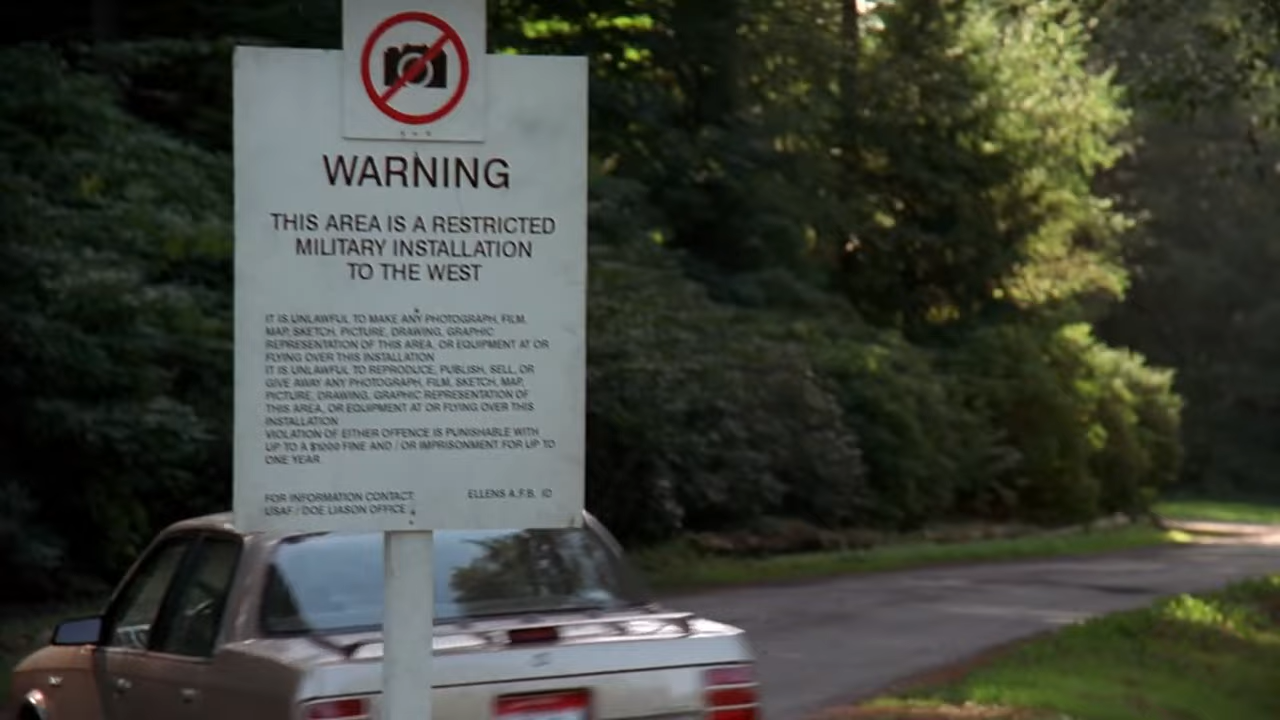 WARNING
THIS AREA IS A RESTRICTED
MILITARY INSTALLATION
TO THE WEST
IT IS UNLAWFUL TO MAKE ANY PHOTOGRAPH, FILM,
MAP, SKETCH, PICTURE, DRAWING, GRAPHIC
REPRESENTATION OF THIS AREA, OR EQUIPMENT AT OR
FLYING OVER THIS INSTALLATION
IT IS UNLAWFUL TO REPRODUCE, PUBLISH, SELL, OR
GIVE AWAY ANY PHOTOGRAPH, FILM, SKETCH, MAP,
PICTURE, DRAWING, GRAPHIC REPRESENTATION OF
THIS AREA, OR EQUIPMENT AT OR FLYING OVER THIS
INSTALLATION
VIOLATION OF EITHER OFFENCE IS PUNISHABLE WITH
UP TO A $1000 FINE AND / OR IMPRISONMENT FOR UP TO
ONE YEAR.
FOR INFORMATION CONTACT ELLENS A.F.B. ID
USAF / DOE LIASON OFFICE